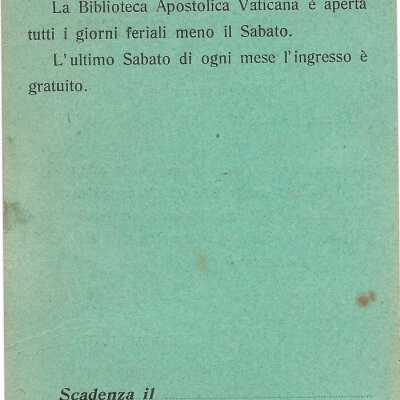 La Biblioteca Apostolica Vaticana è aperta
tutti i giorni feriali meno il Sabato.
L'ultimo Sabato di ogni mese l'ingresso è
gratuito.
Scadenza il